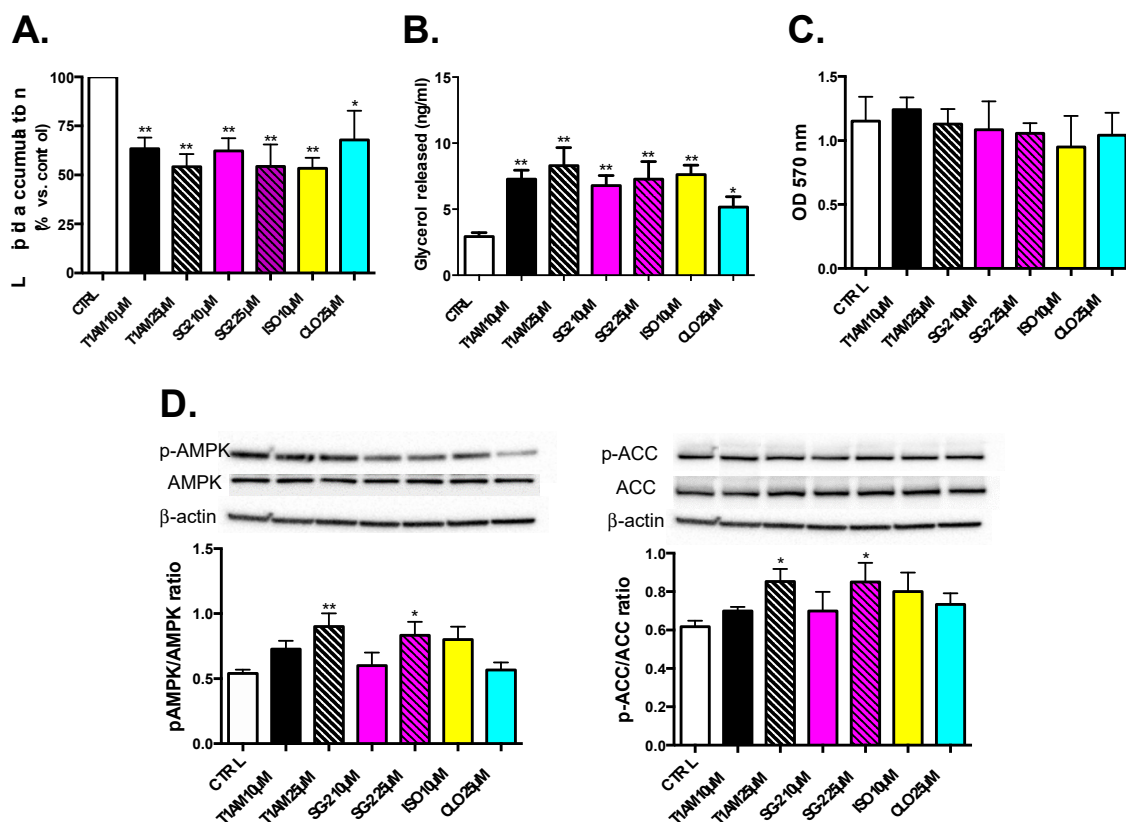 A.
L ipid accumulation
(% vs. control)
100
75
50
25
0
**
**
**
**
**
*
CTRL
T1AM 10µM
T1AM 25µM
SG2 10µM
SG2 25µM
ISO 10µM
CLO 25µM
B.
Glycerol released (ng/ml)
15
10
5
0
**
**
**
**
**
*
CTRL
T1AM 10µM
T1AM 25µM
SG2 10µM
SG2 25µM
ISO 10µM
CLO 25µM
C.
OD 570 nm
1.5
1.0
0.5
0.0
CTR L
T1AM 10µM
T1AM 25µM
SG2 10µM
SG2 25µM
ISO 10µM
CLO 25µM
D.
p-AMPK
AMPK
β-actin
pAMPK/AMPK ratio
1.5
1.0
0.5
0.0
**
*
CTR L
T1AM 10µM
T1AM 25µM
SG2 10µM
SG2 25µM
ISO 10µM
CLO 25µM
p-ACC
ACC
β-actin
p-ACC/ACC ratio
1.0
0.8
0.6
0.4
0.2
0.0
*
*
CTR L
T1AM 10µM
T1AM 25µM
SG2 10µM
SG2 25µM
ISO 10µM
CLO 25µM